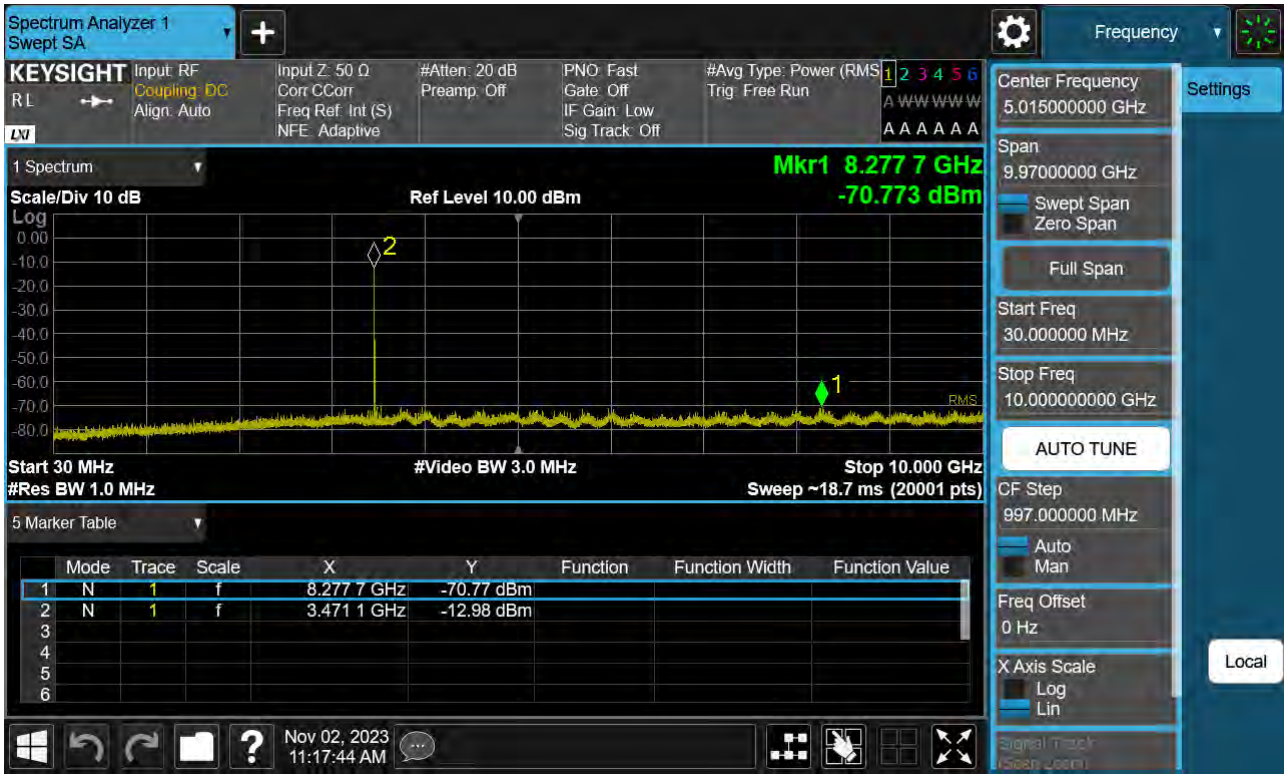 Spectrum Analyzer 1
Swept SA
+
Frequency
KEYSIGHT
RL
LXI
Input: RF
Coupling: DC
Align: Auto
Input Z: 50 Ω
Corr CCorr
Freq Ref: Int (S)
NFE: Adaptive
#Atten: 20 dB
Preamp: Off
PNO: Fast
Gate: Off
IF Gain: Low
Sig Track: Off
#Avg Type: Power (RMS
Trig: Free Run
1 2 3 4 5 6
A W W W W W
A A A A A A
1 Spectrum
Scale/Div 10 dB
Ref Level 10.00 dBm
Mkr1 8.277 7 GHz
-70.773 dBm
Log
0.00
-10.0
-20.0
-30.0
-40.0
-50.0
-60.0
-70.0
-80.0
2
1
RMS
Start 30 MHz
#Video BW 3.0 MHz
Stop 10.000 GHz
#Res BW 1.0 MHz
Sweep ~18.7 ms (20001 pts)
5 Marker Table
Mode Trace Scale X Y Function Function Width Function Value
1 N 1 f 8.277 7 GHz -70.77 dBm
2 N 1 f 3.471 1 GHz -12.98 dBm
3
4
5
6
Nov 02, 2023
11:17:44 AM
?
Center Frequency
5.015000000 GHz
Settings
Span
9.97000000 GHz
Swept Span
Zero Span
Full Span
Start Freq
30.000000 MHz
Stop Freq
10.000000000 GHz
AUTO TUNE
CF Step
997.000000 MHz
Auto
Man
Freq Offset
0 Hz
X Axis Scale
Log
Lin
Local
Signal Track
(Span Zoom)